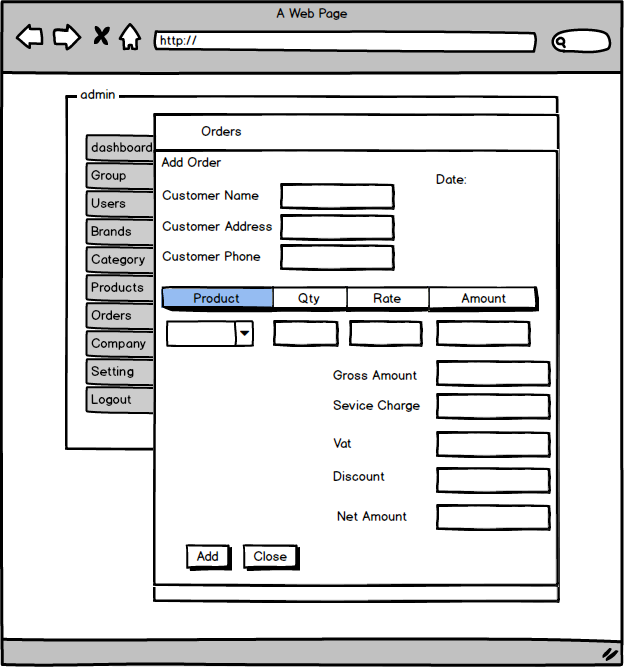 A Web Page
http://
admin
dashboard
Group
Users
Brands
Category
Products
Orders
Company
Setting
Logout
Orders
Add Order
Date:
Customer Name
Customer Address
Customer Phone
Product Qty Rate Amount
Gross Amount
Sevice Charge
Vat
Discount
Net Amount
Add Close